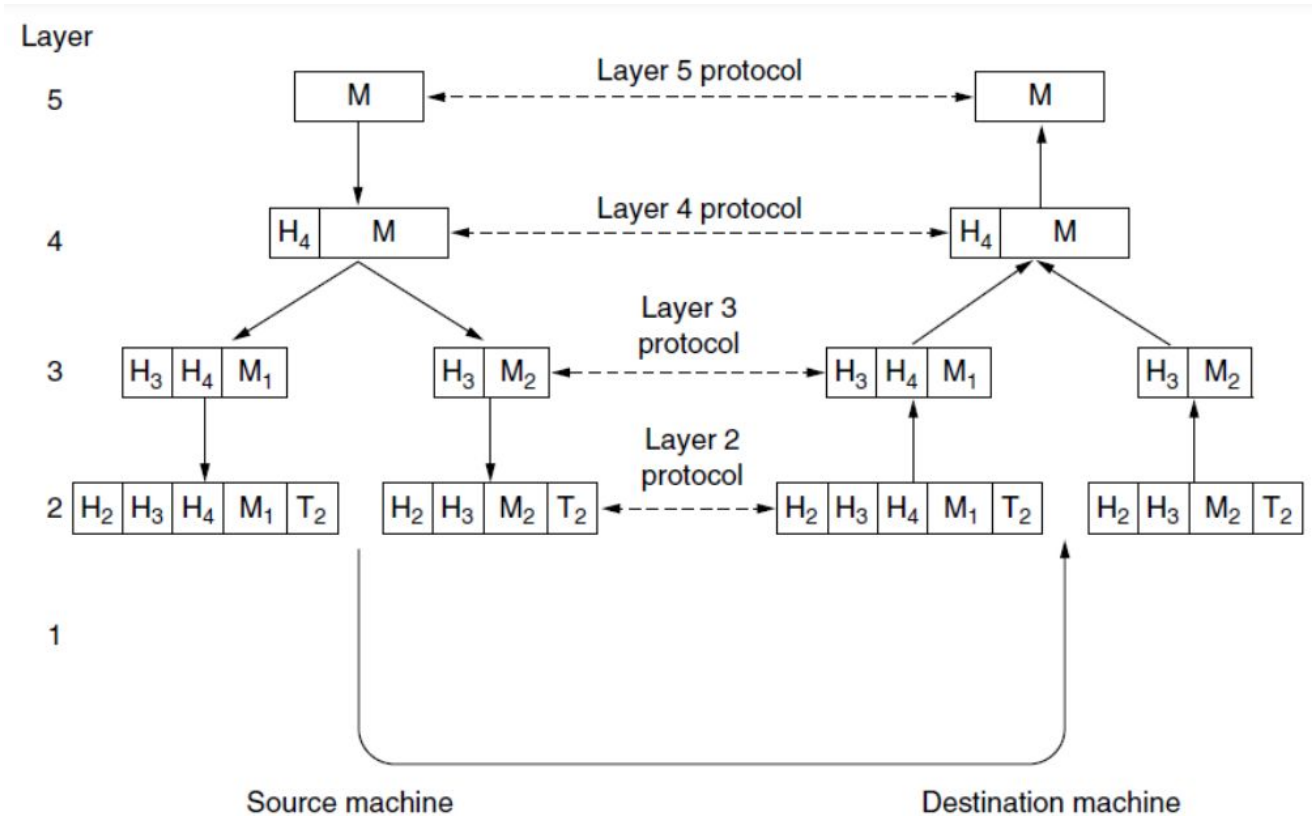 Layer
5 M Layer 5 protocol M
4 H₄ M Layer 4 protocol H₄ M
Layer 3
protocol
3 H₃ H₄ M₁ H₃ M₂ H₃ H₄ M₁ H₃ M₂
Layer 2
protocol
2 H₂ H₃ H₄ M₁ T₂ H₂ H₃ M₂ T₂ H₂ H₃ H₄ M₁ T₂ H₂ H₃ M₂ T₂
1
Source machine Destination machine